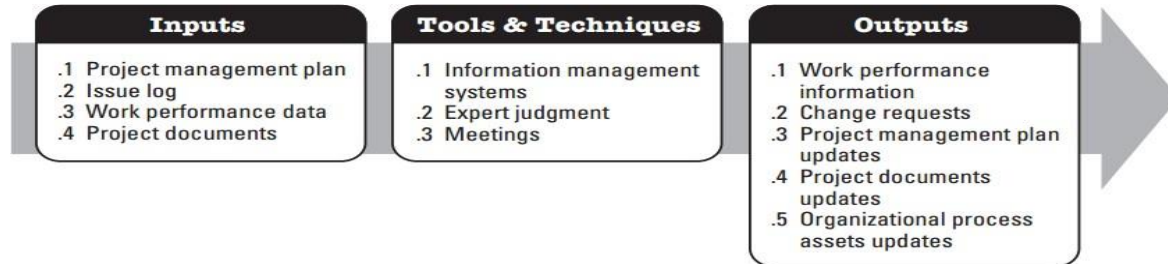 Inputs
.1 Project management plan
.2 Issue log
.3 Work performance data
.4 Project documents
Tools & Techniques
.1 Information management
systems
.2 Expert judgment
.3 Meetings
Outputs
.1 Work performance
information
.2 Change requests
.3 Project management plan
updates
.4 Project documents
updates
.5 Organizational process
assets updates